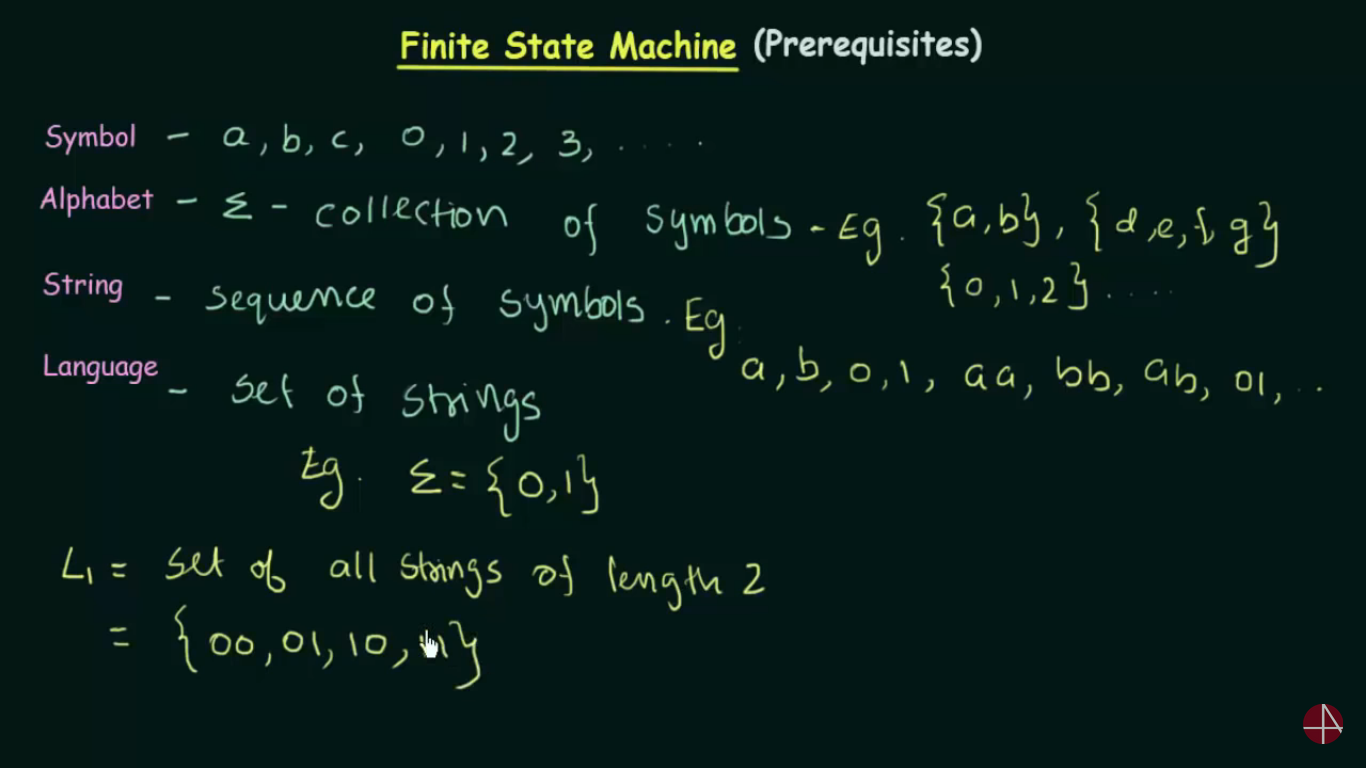 Finite State Machine (Prerequisites)
Symbol - a, b, c, 0, 1, 2, 3, .....
Alphabet - Σ - collection of symbols - Eg. {a, b}, {d, e, f, g}
{0, 1, 2} ....
String - sequence of symbols. Eg.
a, b, 0, 1, aa, bb, ab, 01, ...
Language - set of strings
Eg. Σ = {0, 1}
L1 = set of all strings of length 2
= {00, 01, 10, 11}